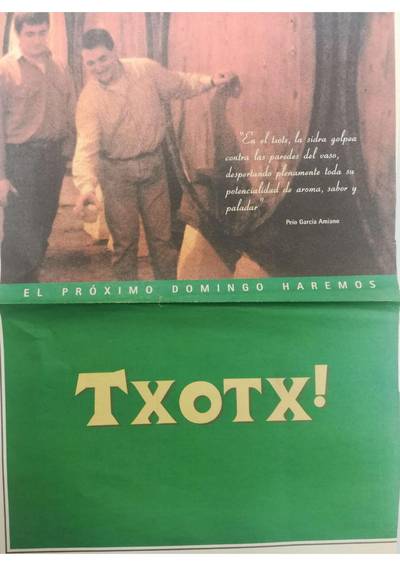 "En el txotx, la sidra golpea
contra las paredes del vaso,
despertando plenamente toda su
potencialidad de aroma, sabor y
paladar"
Peio García Amiano
EL PRÓXIMO DOMINGO HAREMOS
TXOTX!